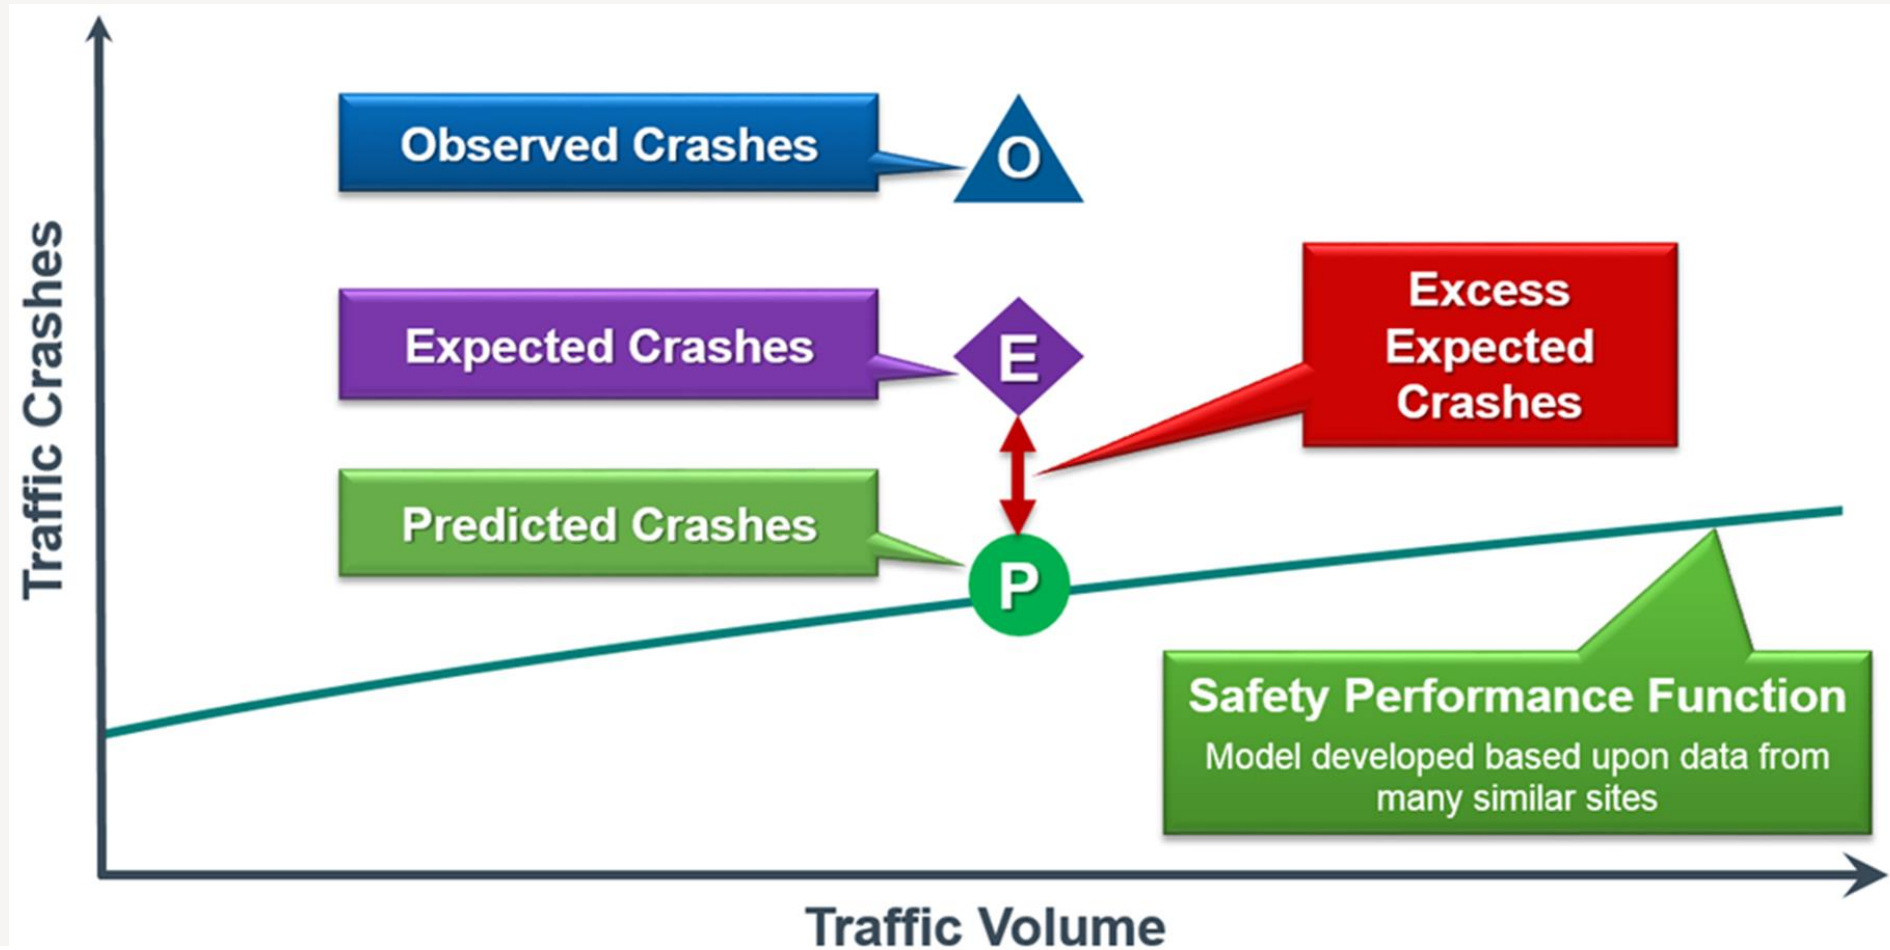 Observed Crashes
O
Expected Crashes
E
Excess
Expected
Crashes
Predicted Crashes
P
Safety Performance Function
Model developed based upon data from
many similar sites
Traffic Crashes
Traffic Volume